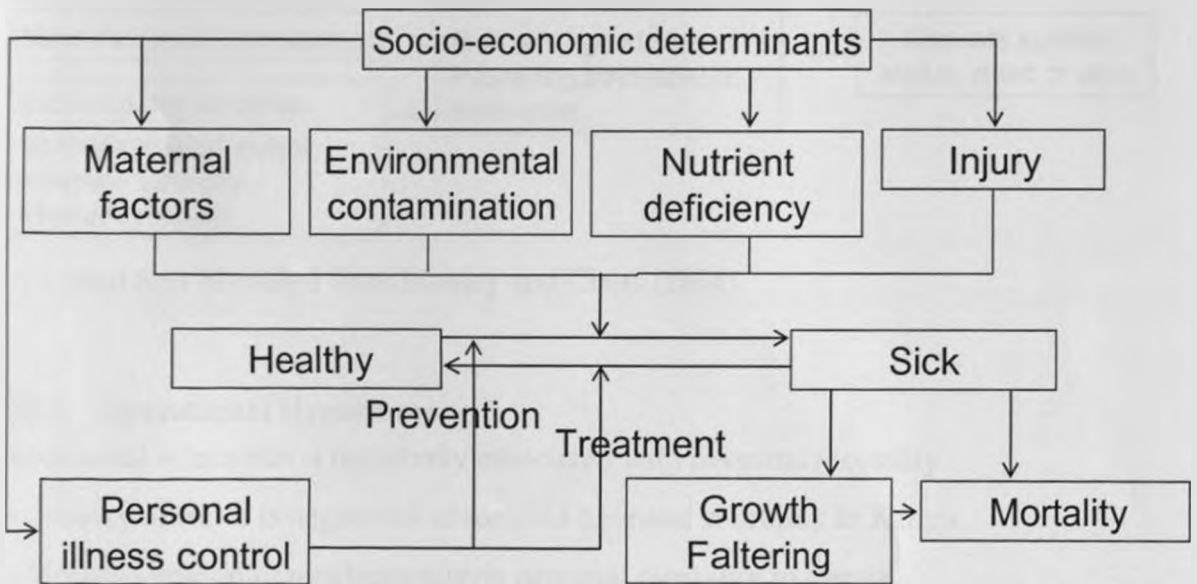 Socio-economic determinants
Maternal
factors
Environmental
contamination
Nutrient
deficiency
Injury
Healthy
Sick
Prevention
Treatment
Personal
illness control
Growth
Faltering
Mortality